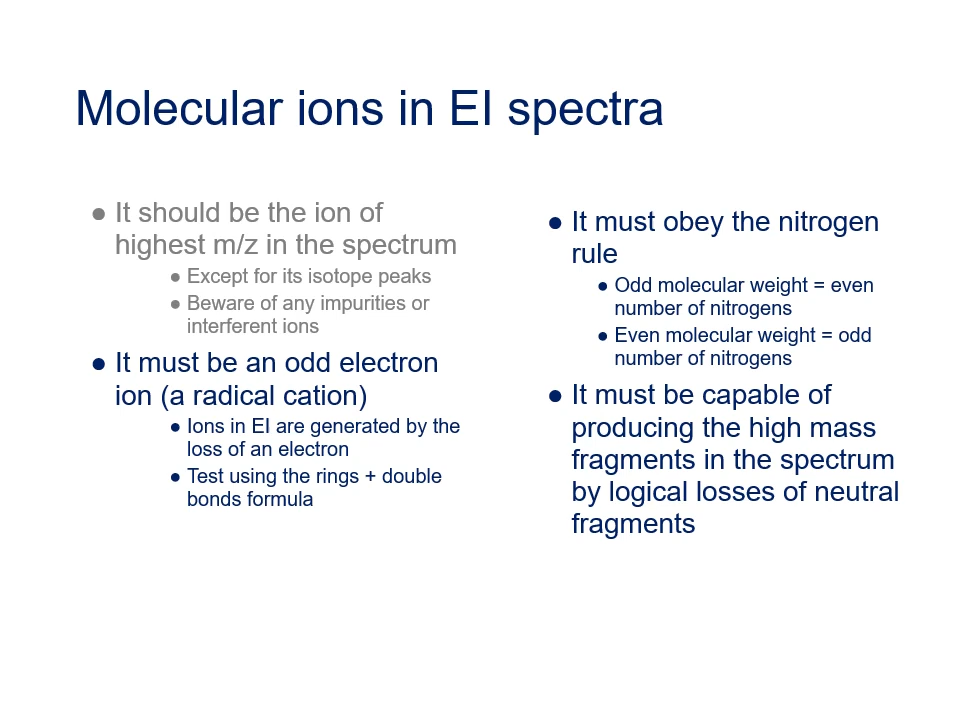 Molecular ions in EI spectra
● It should be the ion of
highest m/z in the spectrum
● Except for its isotope peaks
● Beware of any impurities or
interferent ions
● It must be an odd electron
ion (a radical cation)
● Ions in EI are generated by the
loss of an electron
● Test using the rings + double
bonds formula
● It must obey the nitrogen
rule
● Odd molecular weight = even
number of nitrogens
● Even molecular weight = odd
number of nitrogens
● It must be capable of
producing the high mass
fragments in the spectrum
by logical losses of neutral
fragments